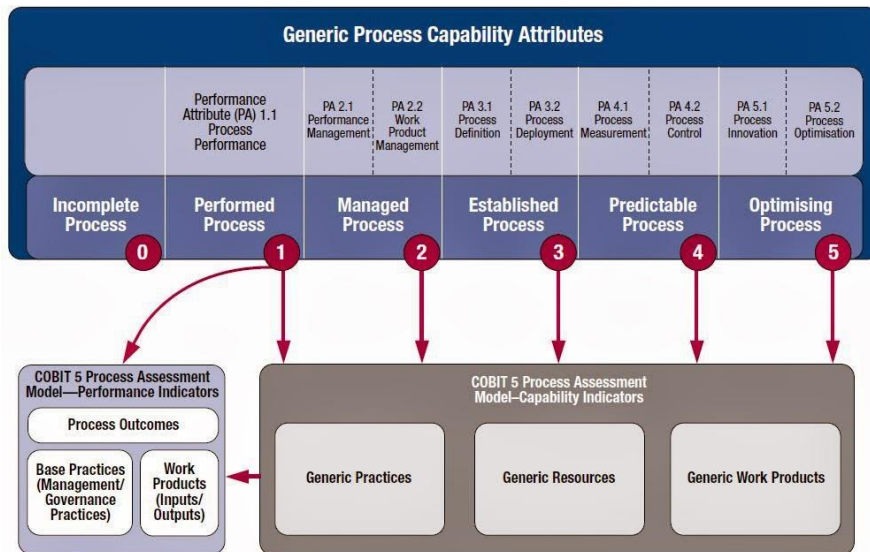 Generic Process Capability Attributes
Performance
Attribute (PA) 1.1
Process
Performance
PA 2.1
Performance
Management
PA 2.2
Work
Product
Management
PA 3.1
Process
Definition
PA 3.2
Process
Deployment
PA 4.1
Process
Measurement
PA 4.2
Process
Control
PA 5.1
Process
Innovation
PA 5.2
Process
Optimisation
Incomplete
Process
0
Performed
Process
1
Managed
Process
2
Established
Process
3
Predictable
Process
4
Optimising
Process
5
COBIT 5 Process Assessment
Model—Performance Indicators
Process Outcomes
Base Practices
(Management/
Governance
Practices)
Work
Products
(Inputs/
Outputs)
COBIT 5 Process Assessment
Model–Capability Indicators
Generic Practices
Generic Resources
Generic Work Products